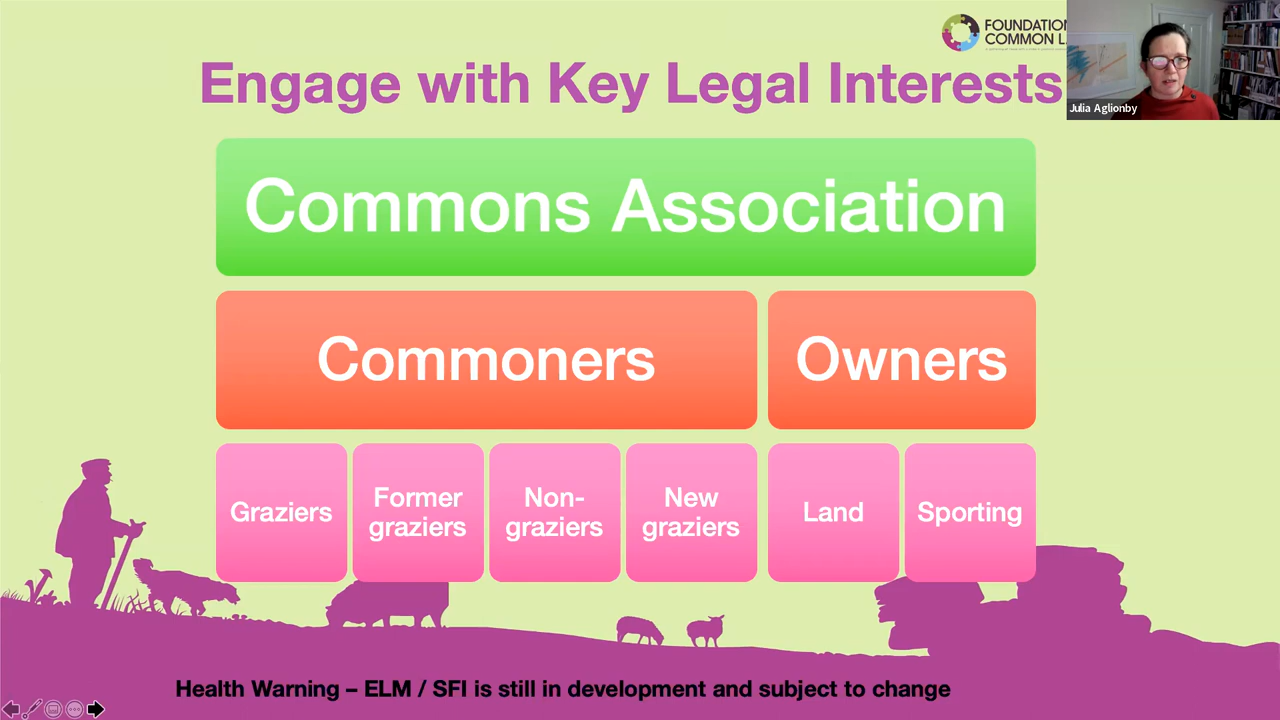 FOUNDATION
COMMON L
Julia Aglionby
Engage with Key Legal Interests
Commons Association
Commoners
Owners
Graziers
Former
graziers
Non-
graziers
New
graziers
Land
Sporting
Health Warning – ELM / SFI is still in development and subject to change